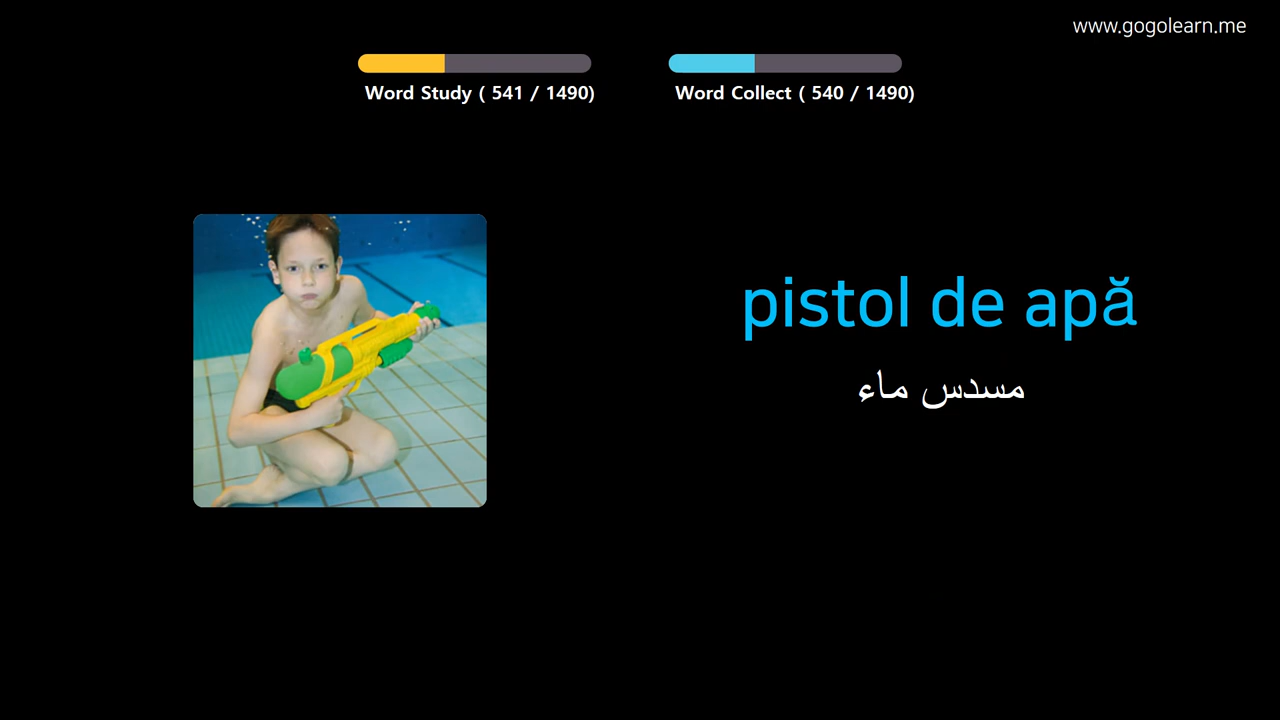 www.gogolearn.me
Word Study ( 541 / 1490)
Word Collect ( 540 / 1490)
pistol de apă
مسدس ماء